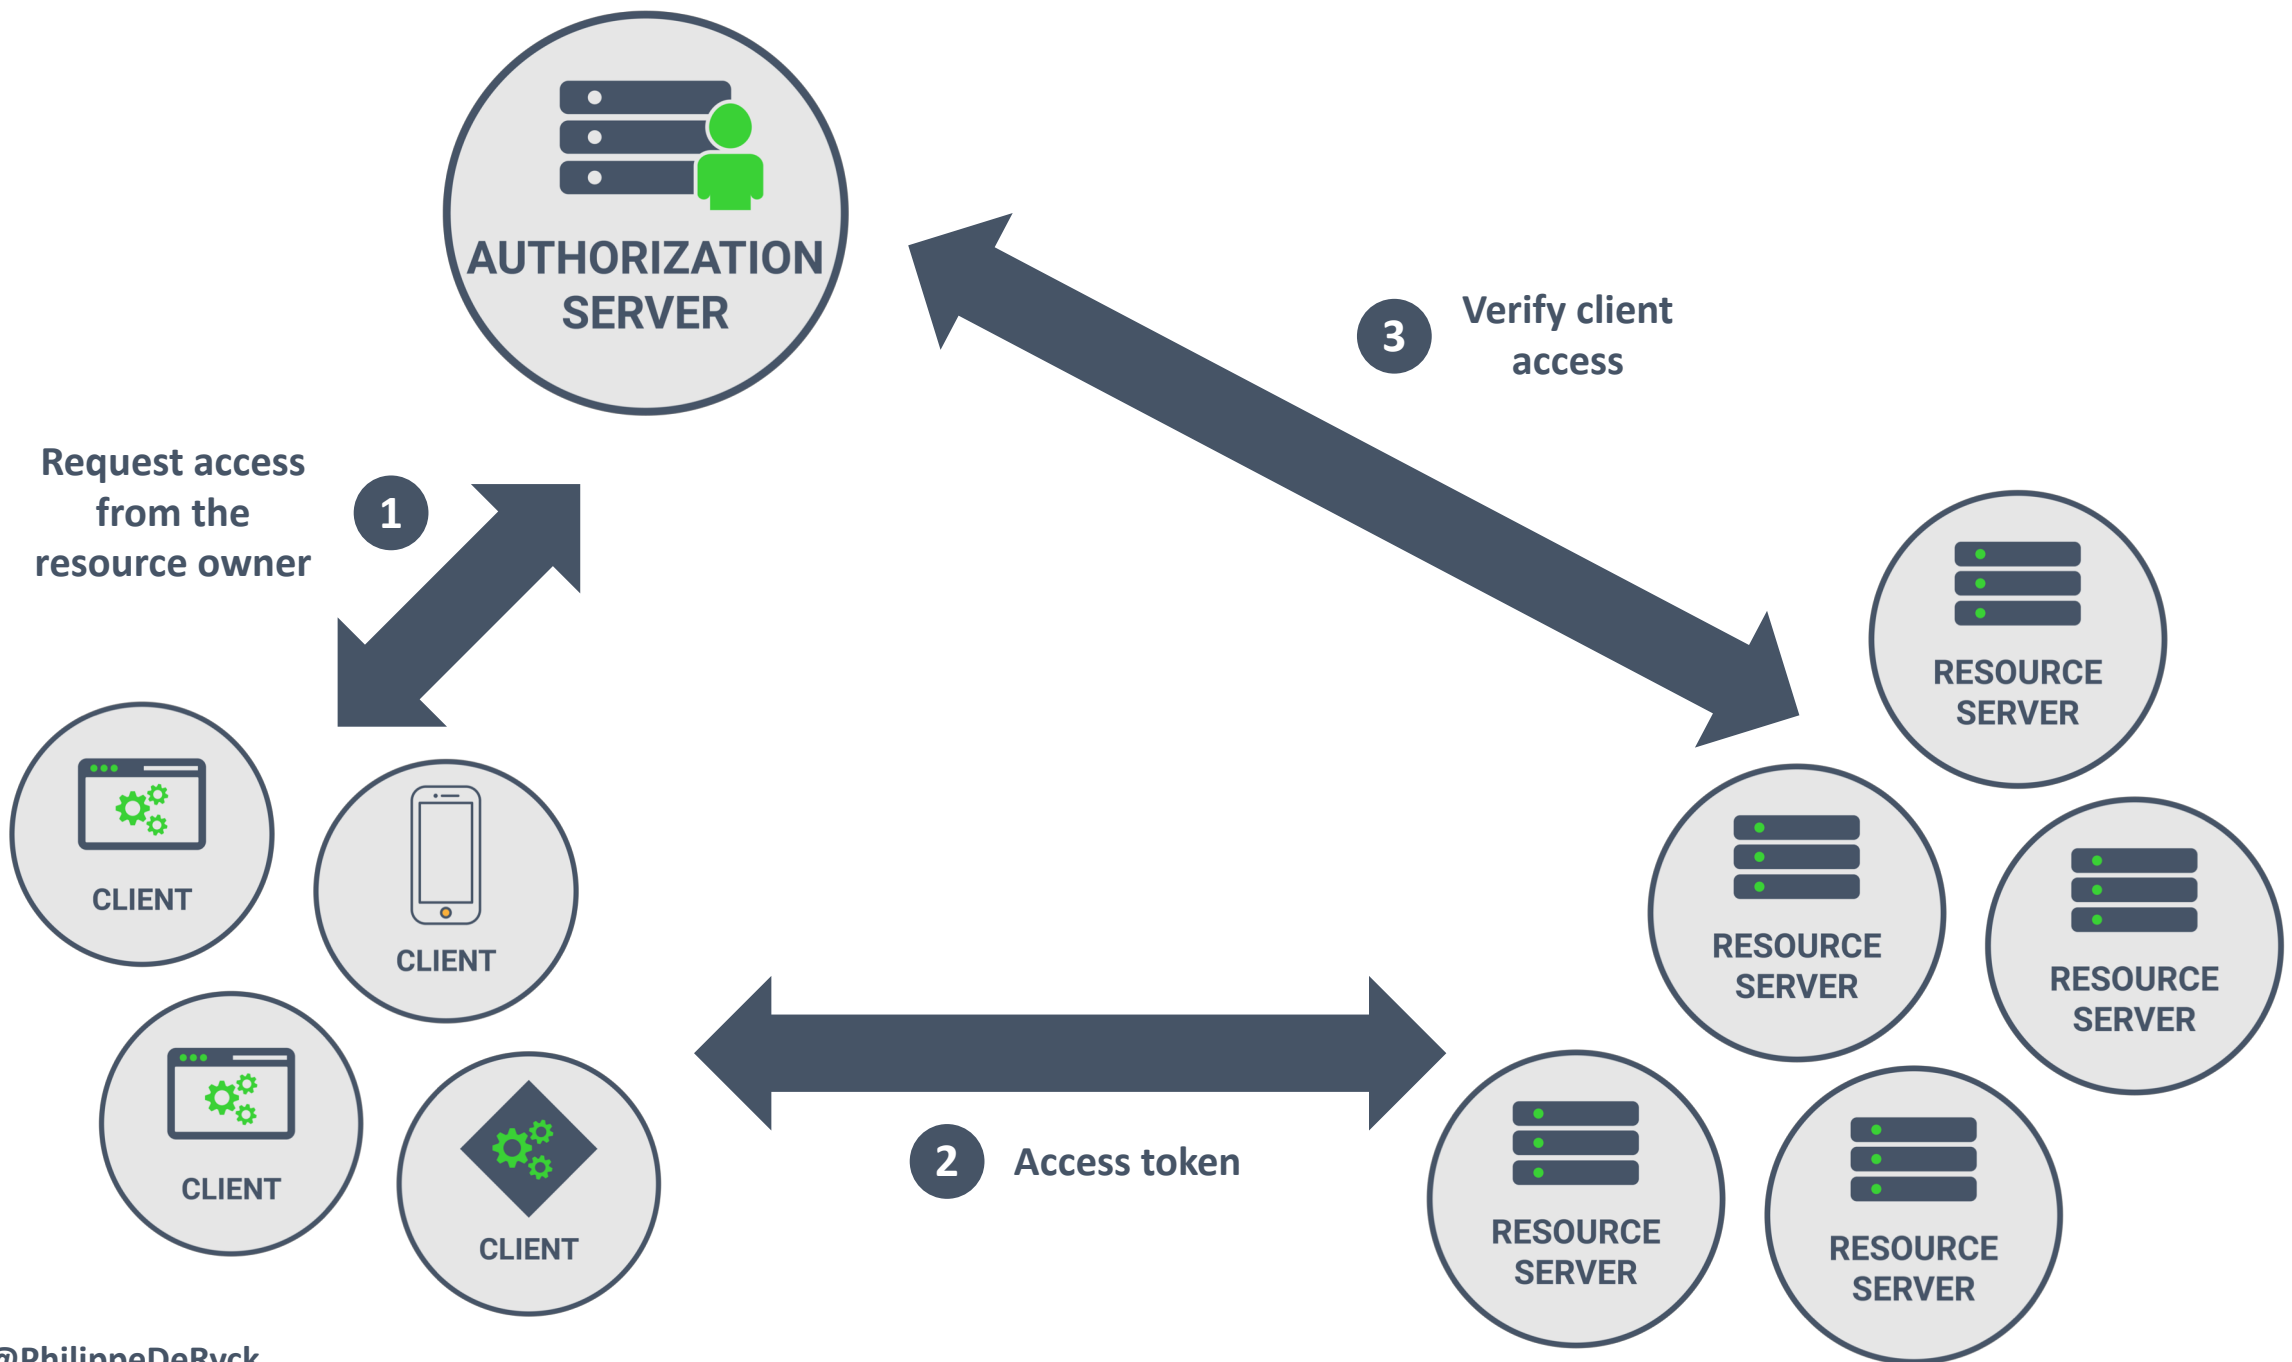 AUTHORIZATION
SERVER
3
Verify client
access
Request access
from the
resource owner
1
RESOURCE
SERVER
CLIENT
CLIENT
RESOURCE
SERVER
RESOURCE
SERVER
2
Access token
CLIENT
CLIENT
RESOURCE
SERVER
RESOURCE
SERVER
@PhilippeDeRyck